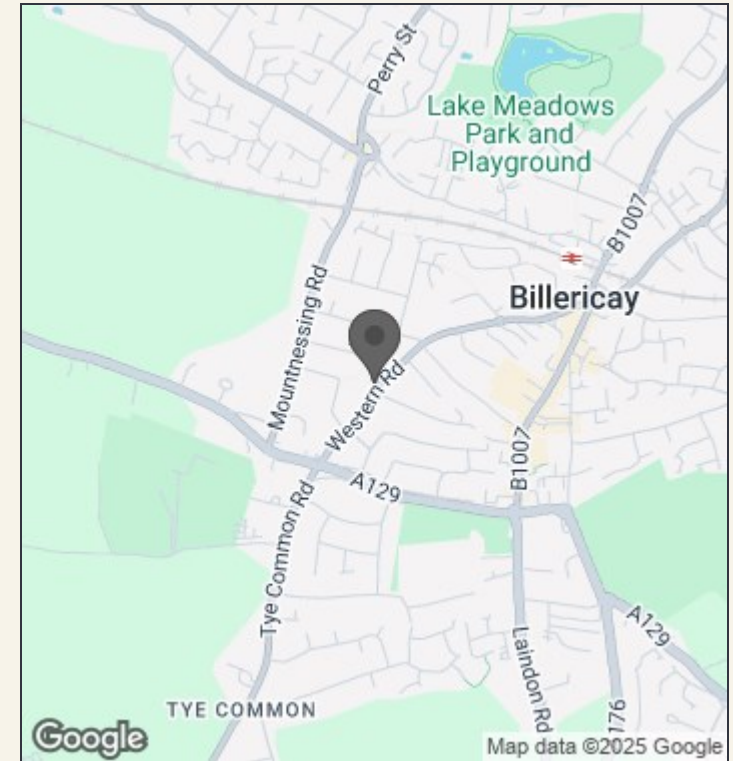 Perry St
Lake Meadows
Park and
Playground
B1007
Billericay
Mountnessing Rd
Western Rd
B1007
A129
Tye Common Rd
A129
Laindon Rd
176
TYE COMMON
Google
Map data ©2025 Google